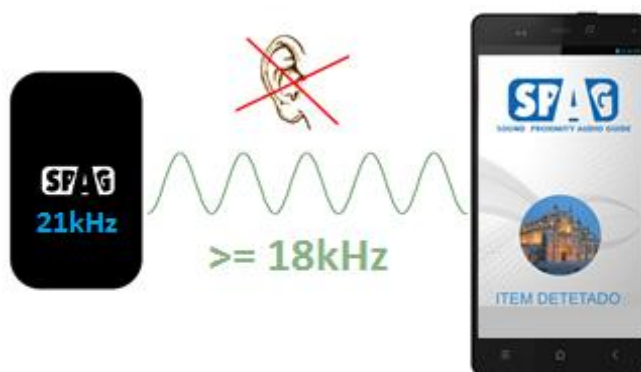 SPAG
21kHz
>= 18kHz
SPAG
SOUND PROXIMITY AUDIO GUIDE
ITEM DETETADO